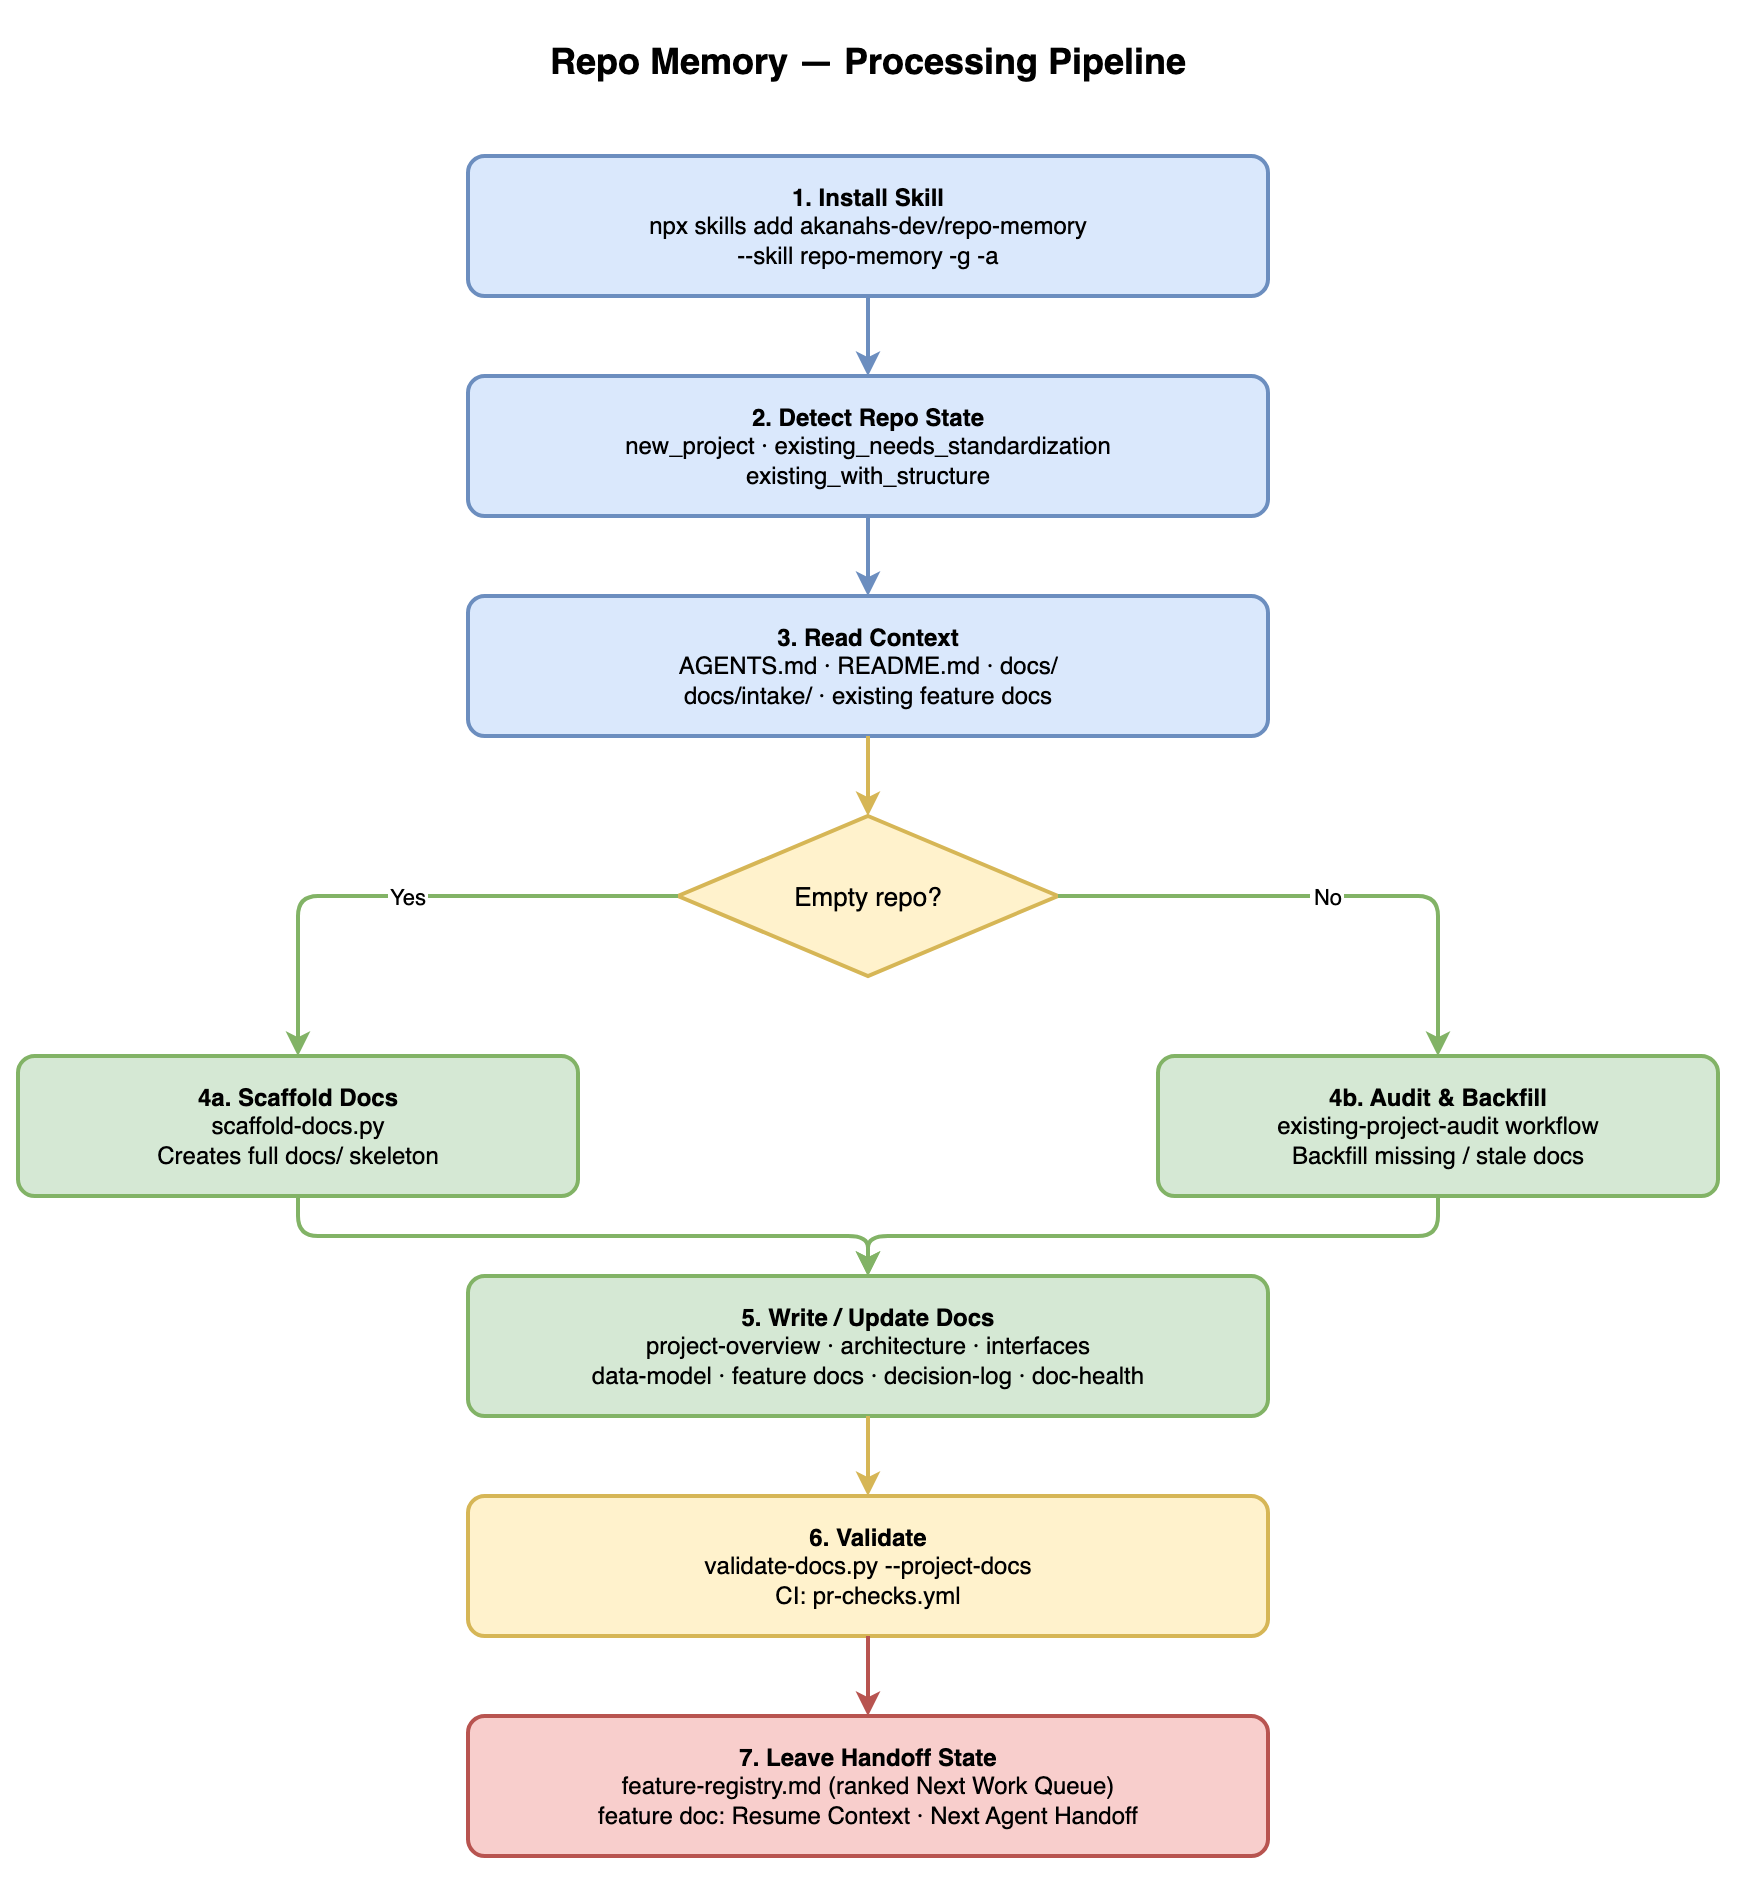 Repo Memory — Processing Pipeline
1. Install Skill
npx skills add akanahs-dev/repo-memory
--skill repo-memory -g -a
2. Detect Repo State
new_project · existing_needs_standardization
existing_with_structure
3. Read Context
AGENTS.md · README.md · docs/
docs/intake/ · existing feature docs
Empty repo?
Yes
No
4a. Scaffold Docs
scaffold-docs.py
Creates full docs/ skeleton
4b. Audit & Backfill
existing-project-audit workflow
Backfill missing / stale docs
5. Write / Update Docs
project-overview · architecture · interfaces
data-model · feature docs · decision-log · doc-health
6. Validate
validate-docs.py --project-docs
CI: pr-checks.yml
7. Leave Handoff State
feature-registry.md (ranked Next Work Queue)
feature doc: Resume Context · Next Agent Handoff